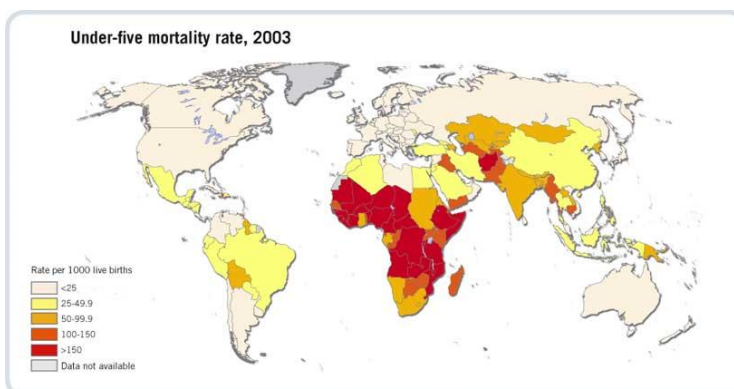 Under-five mortality rate, 2003
Rate per 1000 live births
<25
25-49.9
50-99.9
100-150
>150
Data not available